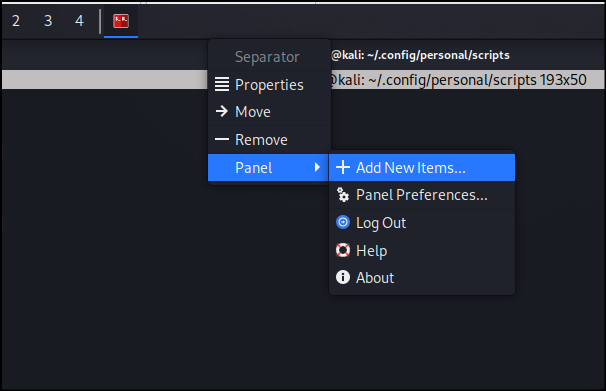 2 3 4
Separator
@kali: ~/.config/personal/scripts
Properties
@kali: ~/.config/personal/scripts 193x50
Move
Remove
Panel
Add New Items...
Panel Preferences...
Log Out
Help
About